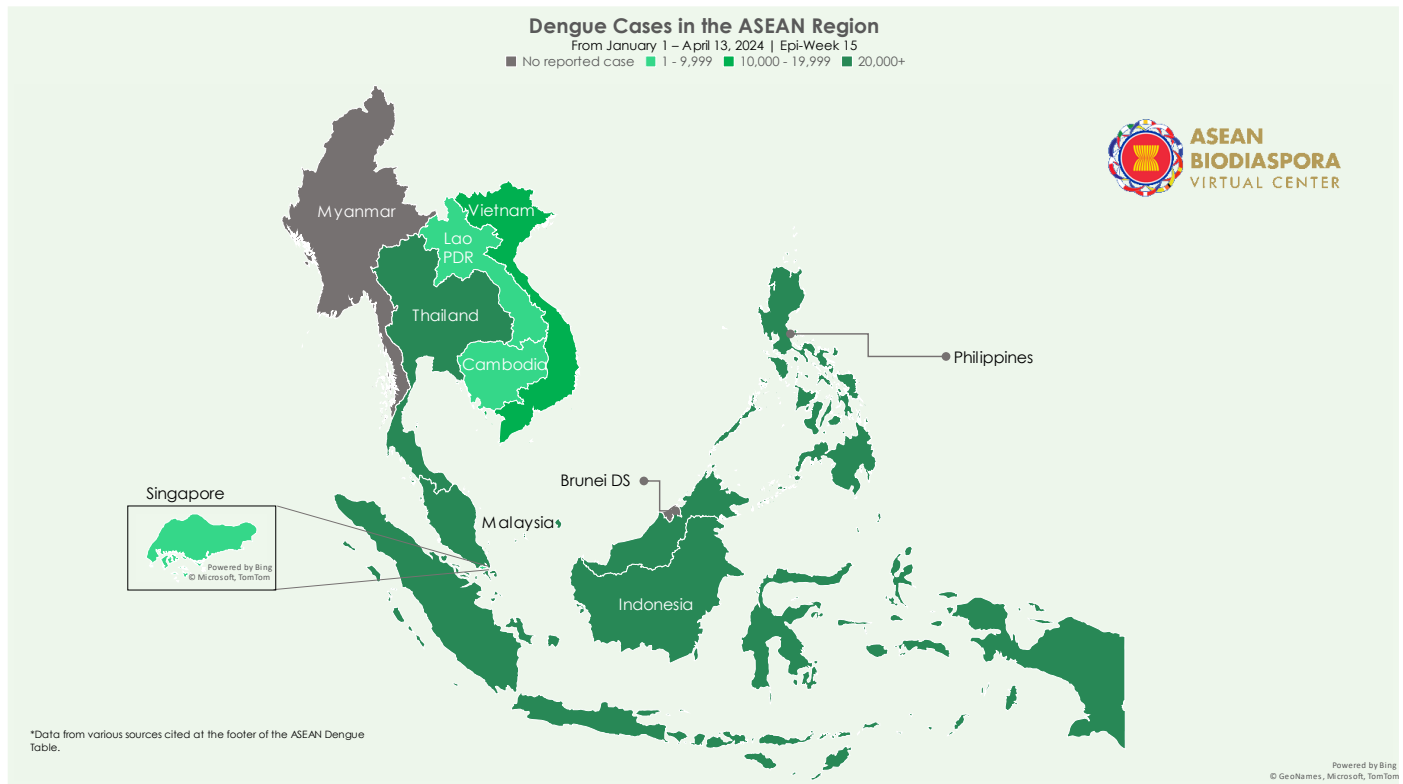 Dengue Cases in the ASEAN Region
From January 1 – April 13, 2024 | Epi-Week 15
No reported case 1 - 9,999 10,000 - 19,999 20,000+
ASEAN
BIODIASPORA
VIRTUAL CENTER
Myanmar
Vietnam
Lao
PDR
Thailand
Cambodia
Philippines
Brunei DS
Singapore
Malaysia
Powered by Bing
© Microsoft, TomTom
Indonesia
*Data from various sources cited at the footer of the ASEAN Dengue
Table.
Powered by Bing
© GeoNames, Microsoft, TomTom